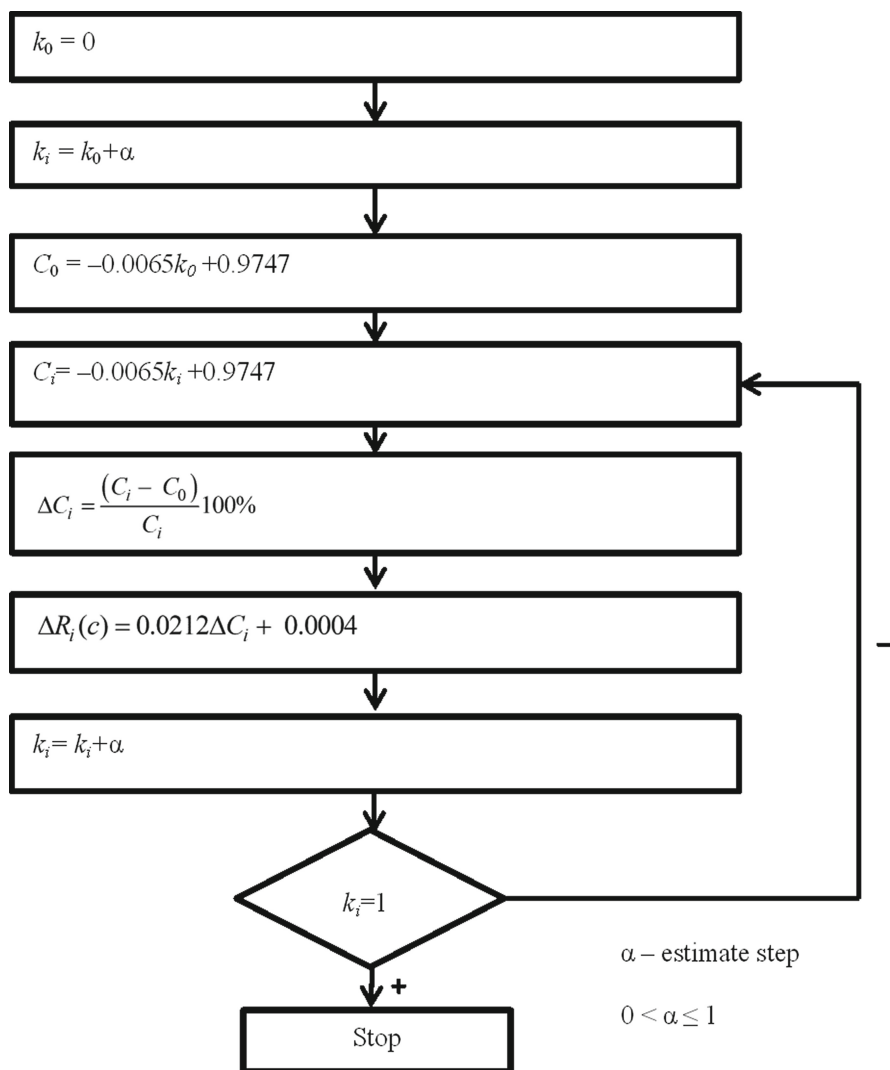 k₀ = 0
kᵢ = k₀+α
C₀ = –0.0065k₀ +0.9747
Cᵢ= –0.0065kᵢ +0.9747
ΔCᵢ = (Cᵢ – C₀)/Cᵢ 100%
ΔRᵢ(c) = 0.0212ΔCᵢ + 0.0004
kᵢ= kᵢ+α
kᵢ=1
–
+
Stop
α – estimate step
0 < α ≤ 1